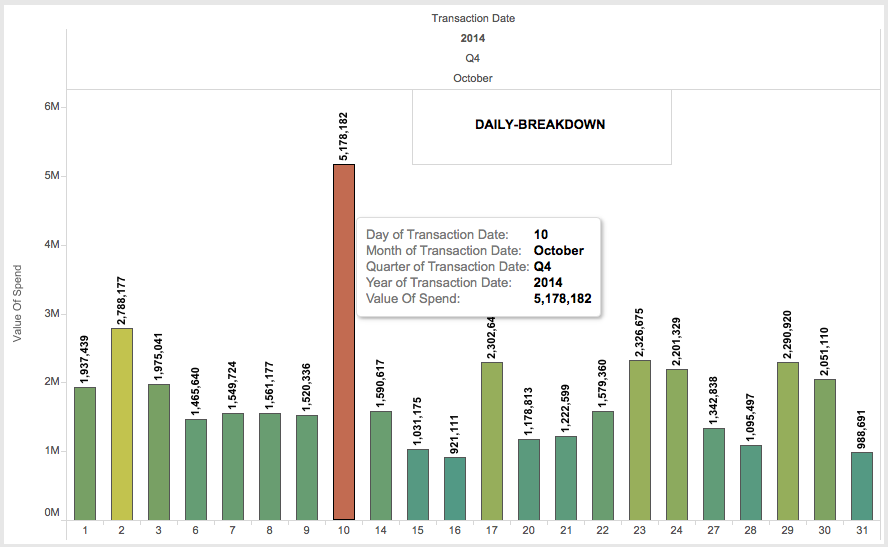 Transaction Date
2014
Q4
October
DAILY-BREAKDOWN
Value Of Spend
6M
5M
4M
3M
2M
1M
0M
1,937,439
2,788,177
1,975,041
1,465,640
1,549,724
1,561,177
1,520,336
5,178,182
1,590,617
1,031,175
921,111
2,302,64
1,178,813
1,222,599
1,579,360
2,326,675
2,201,329
1,342,838
1,095,497
2,290,920
2,051,110
988,691
Day of Transaction Date: 10
Month of Transaction Date: October
Quarter of Transaction Date: Q4
Year of Transaction Date: 2014
Value Of Spend: 5,178,182
1 2 3 6 7 8 9 10 14 15 16 17 20 21 22 23 24 27 28 29 30 31